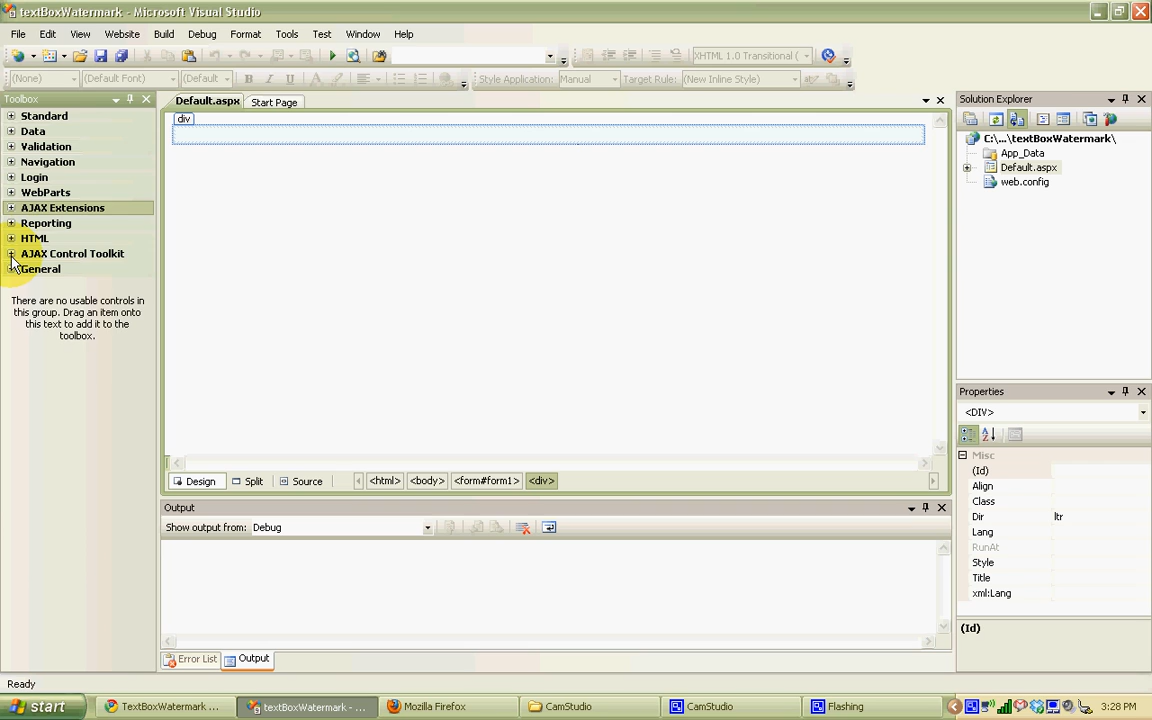 textBoxWatermark - Microsoft Visual Studio
File Edit View Website Build Debug Format Tools Test Window Help
XHTML 1.0 Transitional (
(None) (Default Font) (Default B I U A Style Application: Manual Target Rule: (New Inline Style)
Toolbox
Standard
Data
Validation
Navigation
Login
WebParts
AJAX Extensions
Reporting
HTML
AJAX Control Toolkit
General
There are no usable controls in
this group. Drag an item onto
this text to add it to the
toolbox.
Default.aspx Start Page
div
Design Split Source <html> <body> <form#form1> <div>
Output
Show output from: Debug
Error List Output
Solution Explorer
C:\...\textBoxWatermark\
App_Data
Default.aspx
web.config
Properties
<DIV>
Misc
(Id)
Align
Class
Dir ltr
Lang
RunAt
Style
Title
xml:Lang
(Id)
Ready
start TextBoxWatermark ... textBoxWatermark - ... Mozilla Firefox CamStudio CamStudio Flashing 3:28 PM